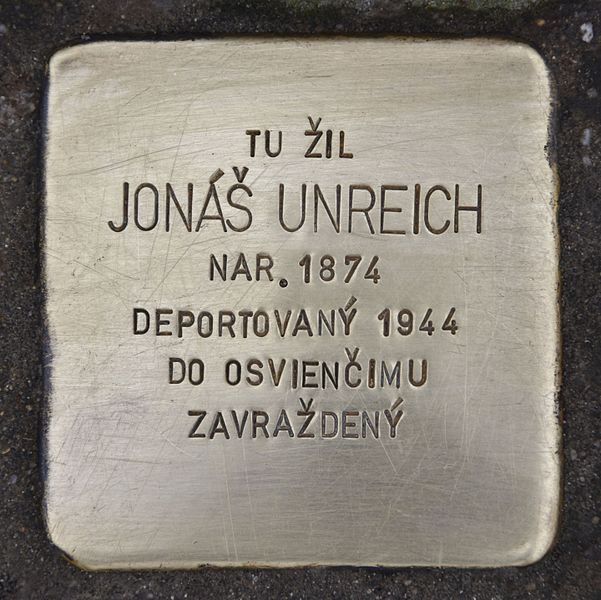 TU ŽIL
JONÁŠ UNREICH
NAR. 1874
DEPORTOVANÝ 1944
DO OSVIENČIMU
ZAVRAŽDENÝ